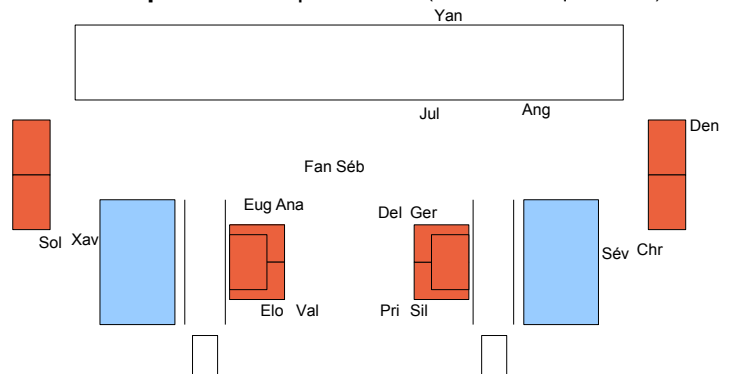 Yan
Jul Ang
Den
Fan Séb
Eug Ana
Del Ger
Sol Xav
Sév Chr
Elo Val
Pri Sil